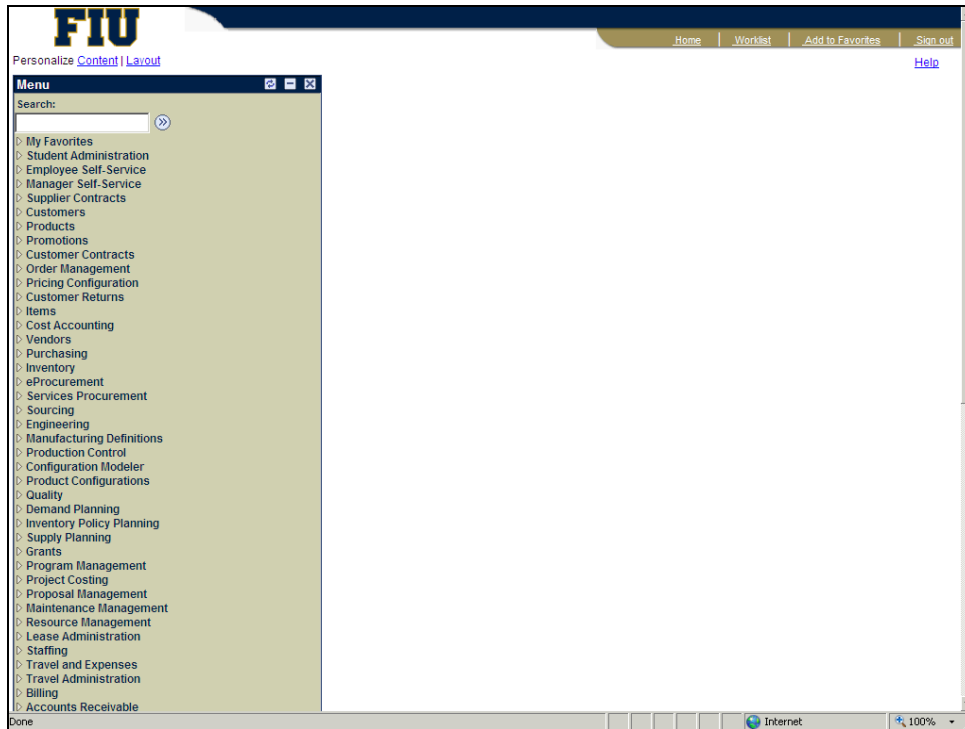 FIU
Home Worklist Add to Favorites Sign out
Personalize Content | Layout Help
Menu
Search:
My Favorites
Student Administration
Employee Self-Service
Manager Self-Service
Supplier Contracts
Customers
Products
Promotions
Customer Contracts
Order Management
Pricing Configuration
Customer Returns
Items
Cost Accounting
Vendors
Purchasing
Inventory
eProcurement
Services Procurement
Sourcing
Engineering
Manufacturing Definitions
Production Control
Configuration Modeler
Product Configurations
Quality
Demand Planning
Inventory Policy Planning
Supply Planning
Grants
Program Management
Project Costing
Proposal Management
Maintenance Management
Resource Management
Lease Administration
Staffing
Travel and Expenses
Travel Administration
Billing
Accounts Receivable
Done Internet 100%